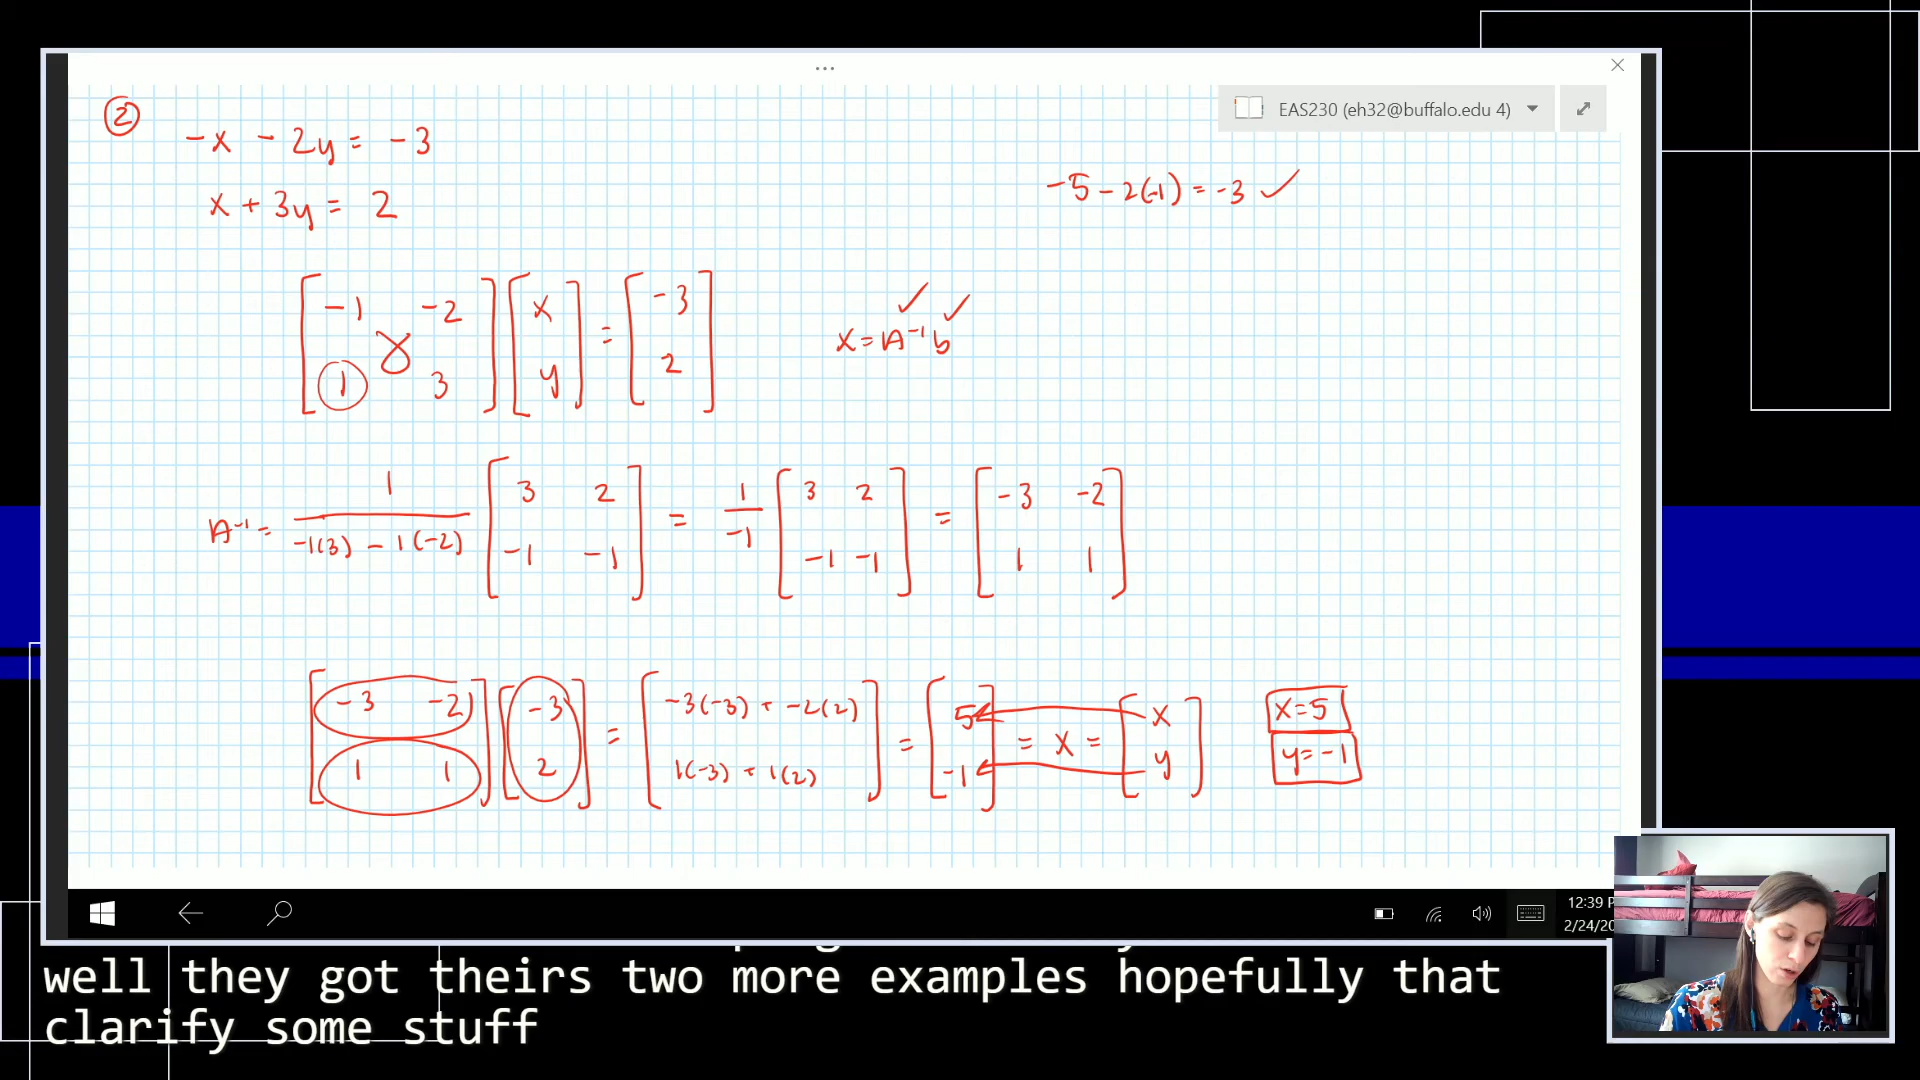 EAS230 (eh32@buffalo.edu 4)
②
-x - 2y = -3
x + 3y = 2
-5 - 2(-1) = -3 ✓
[-1 -2] [x] = [-3]
[1 3] [y] [2]
x = A⁻¹b
A⁻¹ = 1 / (-1(3) - 1(-2)) [3 2; -1 -1] = 1/-1 [3 2; -1 -1] = [-3 -2; 1 1]
[-3 -2; 1 1] [-3; 2] = [-3(-3) + -2(2); 1(-3) + 1(2)] = [5; -1] = x = [x; y]
x = 5
y = -1
12:39 P
2/24/20
well they got theirs two more examples hopefully that
clarify some stuff